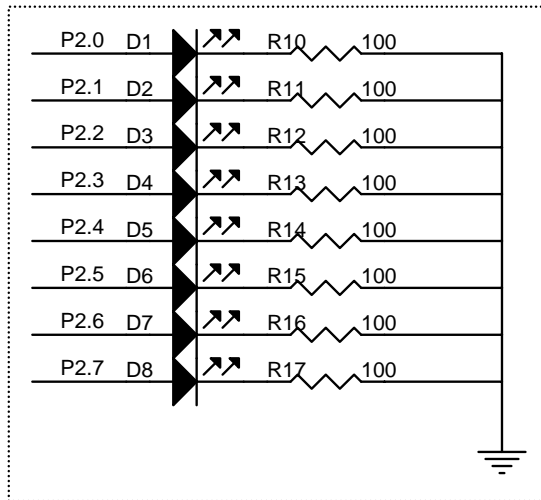 P2.0 D1 R10 100
P2.1 D2 R11 100
P2.2 D3 R12 100
P2.3 D4 R13 100
P2.4 D5 R14 100
P2.5 D6 R15 100
P2.6 D7 R16 100
P2.7 D8 R17 100